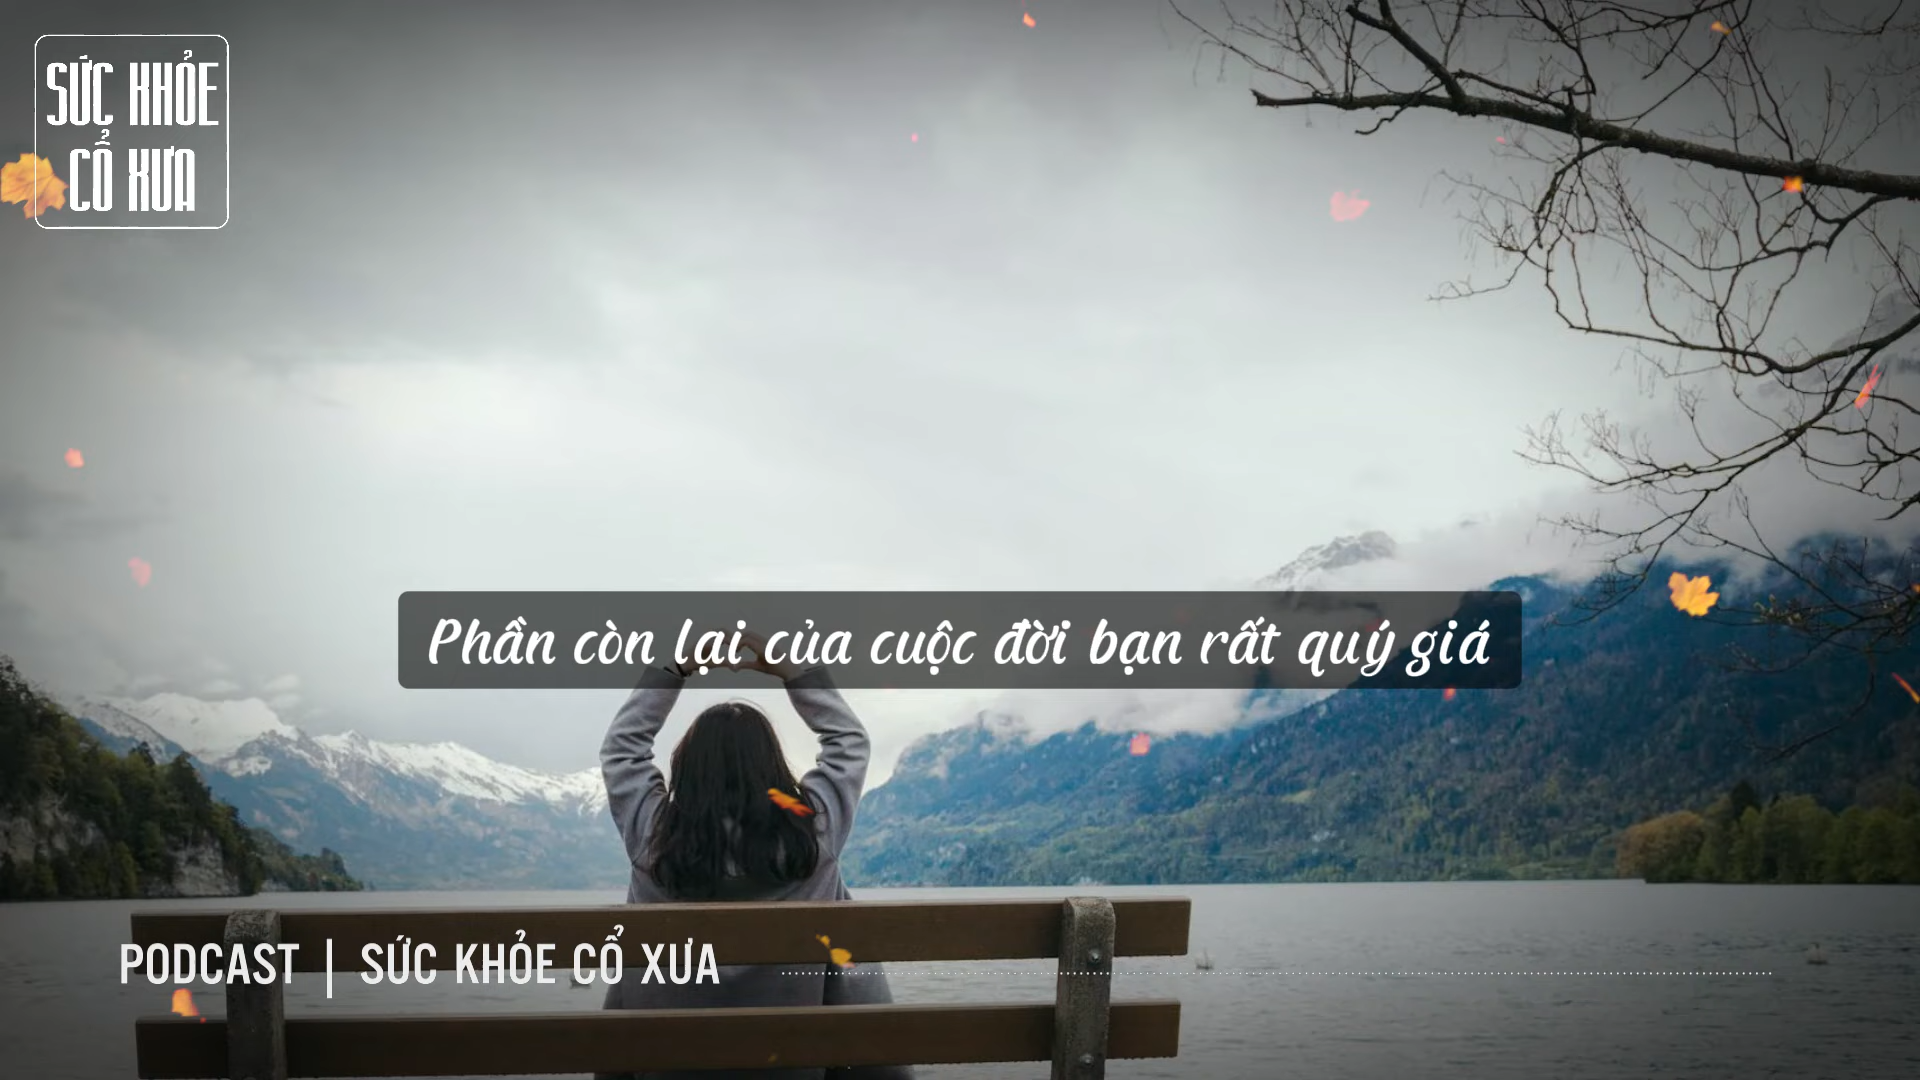 SỨC KHỎE
CỔ XƯA
Phần còn lại của cuộc đời bạn rất quý giá
PODCAST | SỨC KHỎE CỔ XƯA